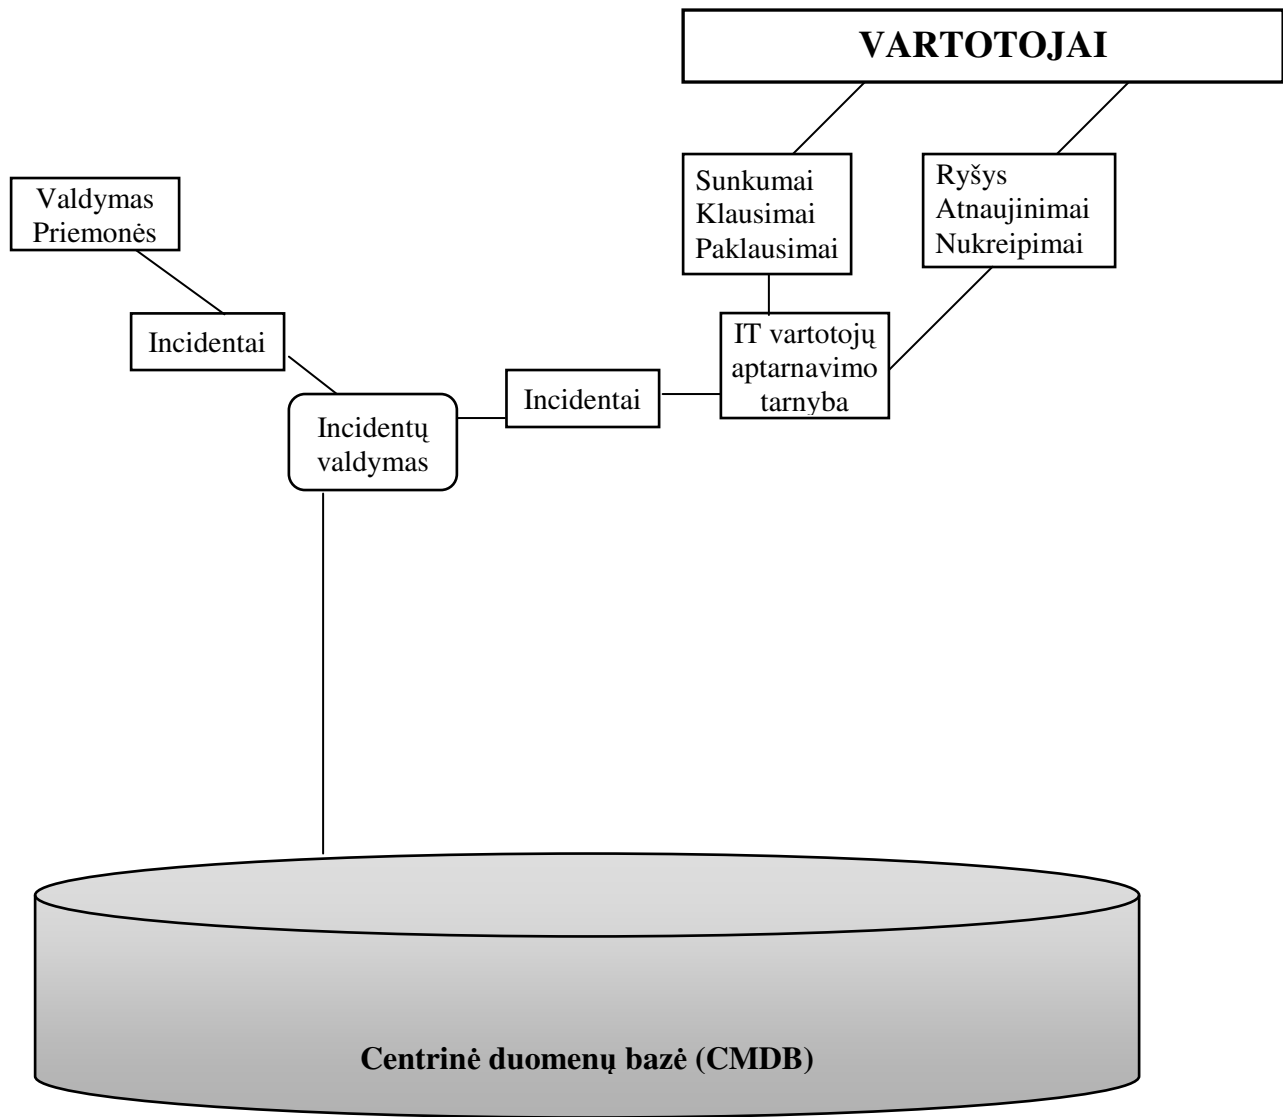 VARTOTOJAI
Sunkumai
Klausimai
Paklausimai
Ryšys
Atnaujinimai
Nukreipimai
Valdymas
Priemonės
Incidentai
IT vartotojų
aptarnavimo
tarnyba
Incidentai
Incidentų
valdymas
Centrinė duomenų bazė (CMDB)